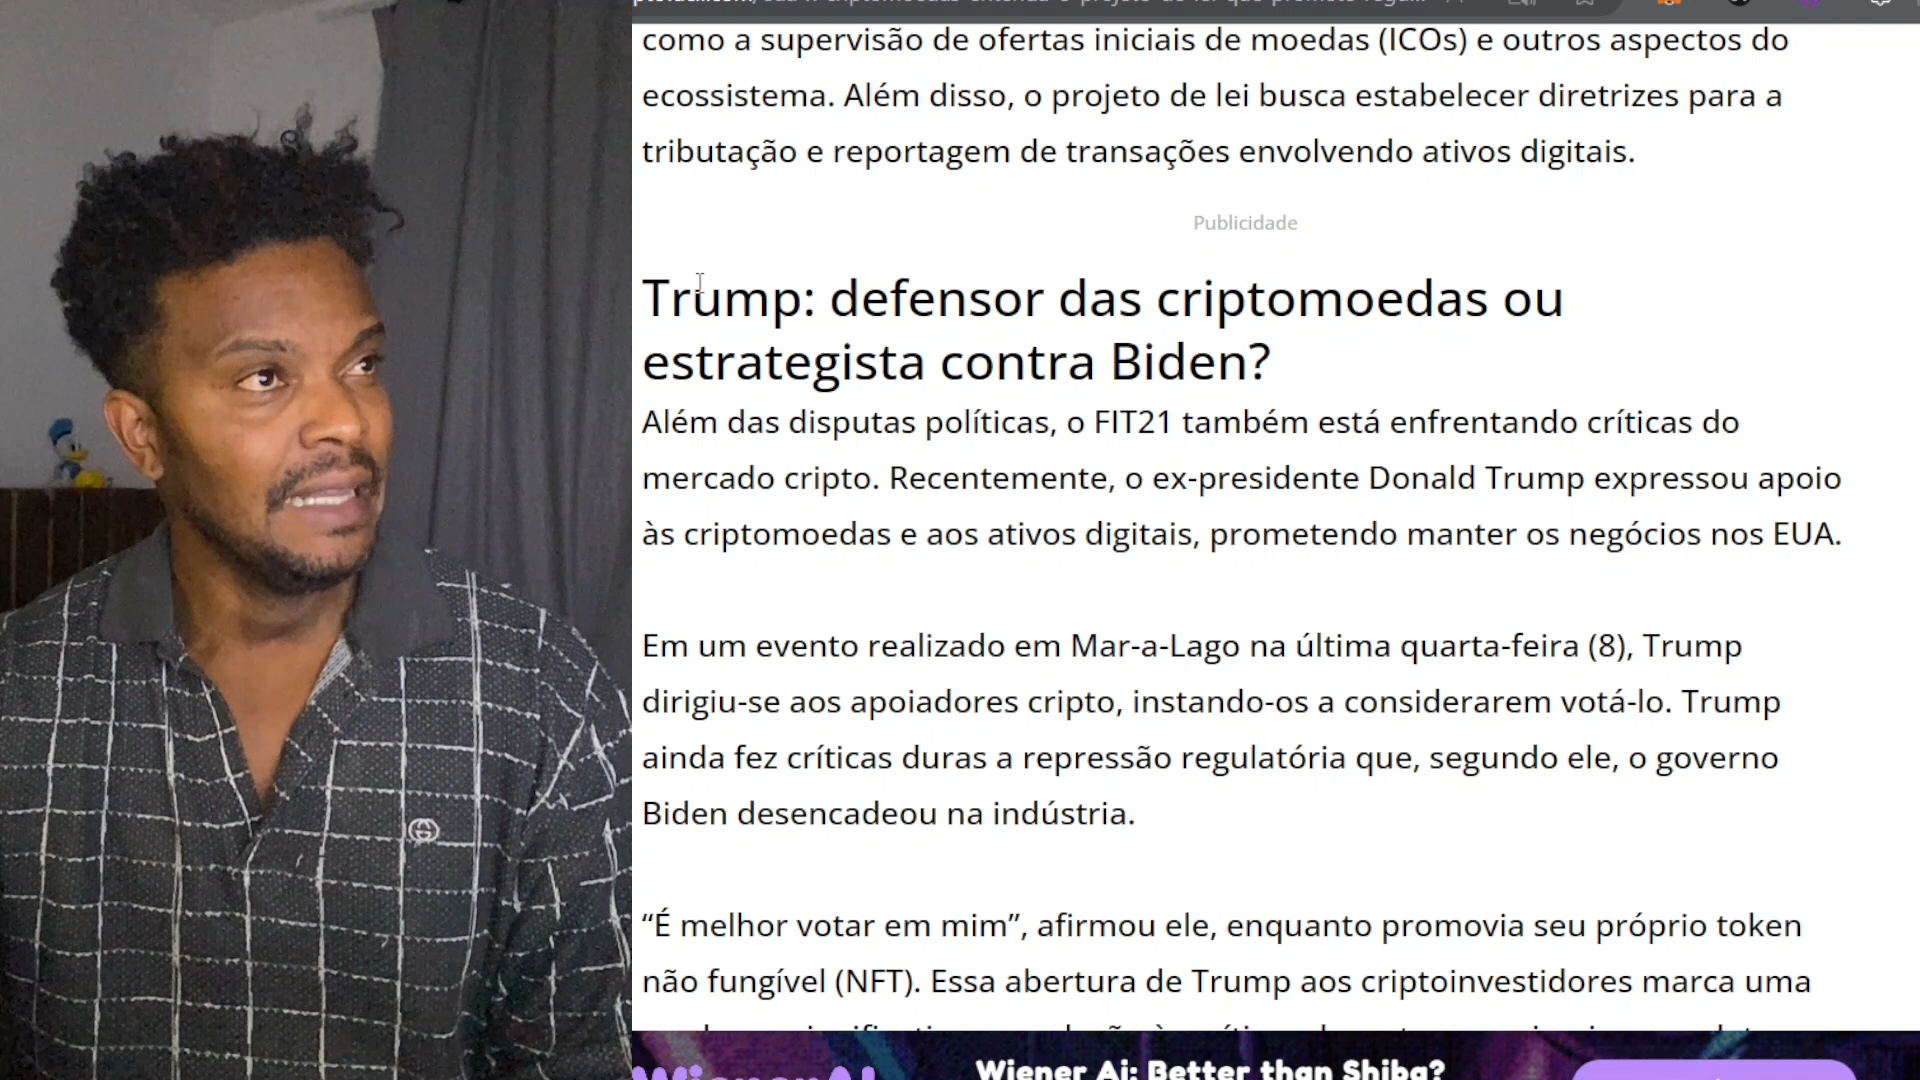 como a supervisão de ofertas iniciais de moedas (ICOs) e outros aspectos do
ecossistema. Além disso, o projeto de lei busca estabelecer diretrizes para a
tributação e reportagem de transações envolvendo ativos digitais.
Publicidade
Trump: defensor das criptomoedas ou
estrategista contra Biden?
Além das disputas políticas, o FIT21 também está enfrentando críticas do
mercado cripto. Recentemente, o ex-presidente Donald Trump expressou apoio
às criptomoedas e aos ativos digitais, prometendo manter os negócios nos EUA.
Em um evento realizado em Mar-a-Lago na última quarta-feira (8), Trump
dirigiu-se aos apoiadores cripto, instando-os a considerarem votá-lo. Trump
ainda fez críticas duras a repressão regulatória que, segundo ele, o governo
Biden desencadeou na indústria.
“É melhor votar em mim”, afirmou ele, enquanto promovia seu próprio token
não fungível (NFT). Essa abertura de Trump aos criptoinvestidores marca uma
Wiener Ai: Better than Shiba?